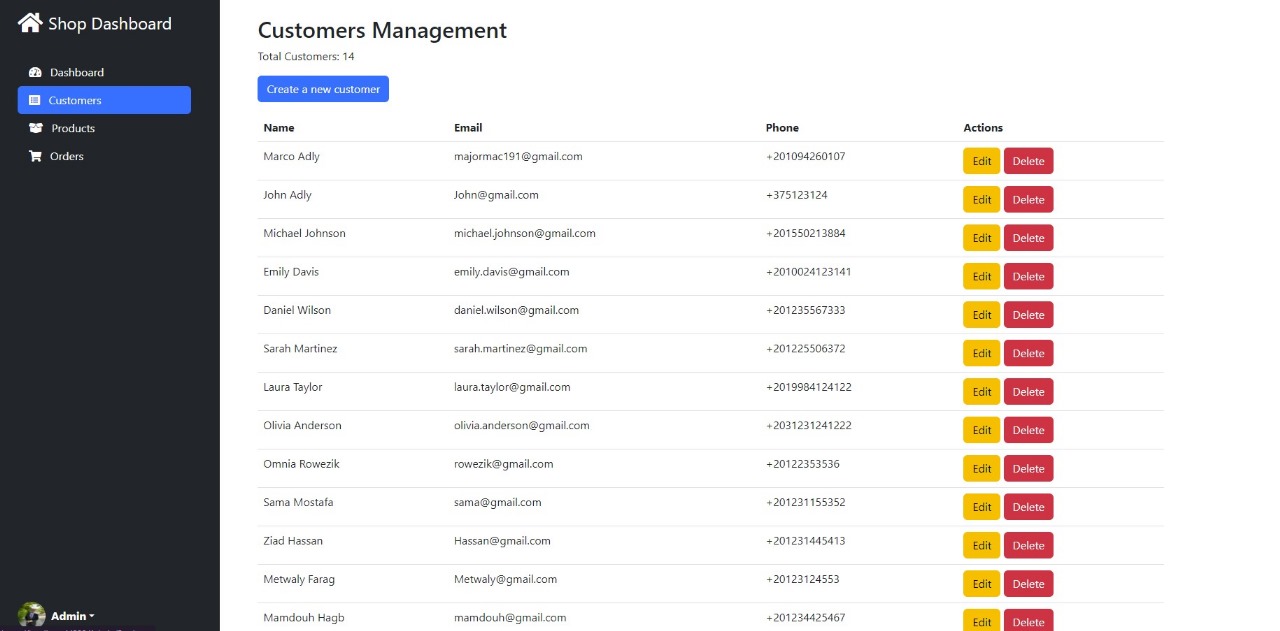 Shop Dashboard
Dashboard
Customers
Products
Orders
Admin
Customers Management
Total Customers: 14
Create a new customer
Name Email Phone Actions
Marco Adly majormac191@gmail.com +201094260107 Edit Delete
John Adly John@gmail.com +375123124 Edit Delete
Michael Johnson michael.johnson@gmail.com +201550213884 Edit Delete
Emily Davis emily.davis@gmail.com +2010024123141 Edit Delete
Daniel Wilson daniel.wilson@gmail.com +201235567333 Edit Delete
Sarah Martinez sarah.martinez@gmail.com +201225506372 Edit Delete
Laura Taylor laura.taylor@gmail.com +2019984124122 Edit Delete
Olivia Anderson olivia.anderson@gmail.com +2031231241222 Edit Delete
Omnia Rowezik rowezik@gmail.com +20122353536 Edit Delete
Sama Mostafa sama@gmail.com +201231155352 Edit Delete
Ziad Hassan Hassan@gmail.com +201231445413 Edit Delete
Metwaly Farag Metwaly@gmail.com +20123124553 Edit Delete
Mamdouh Hagb mamdouh@gmail.com +201234425467 Edit Delete